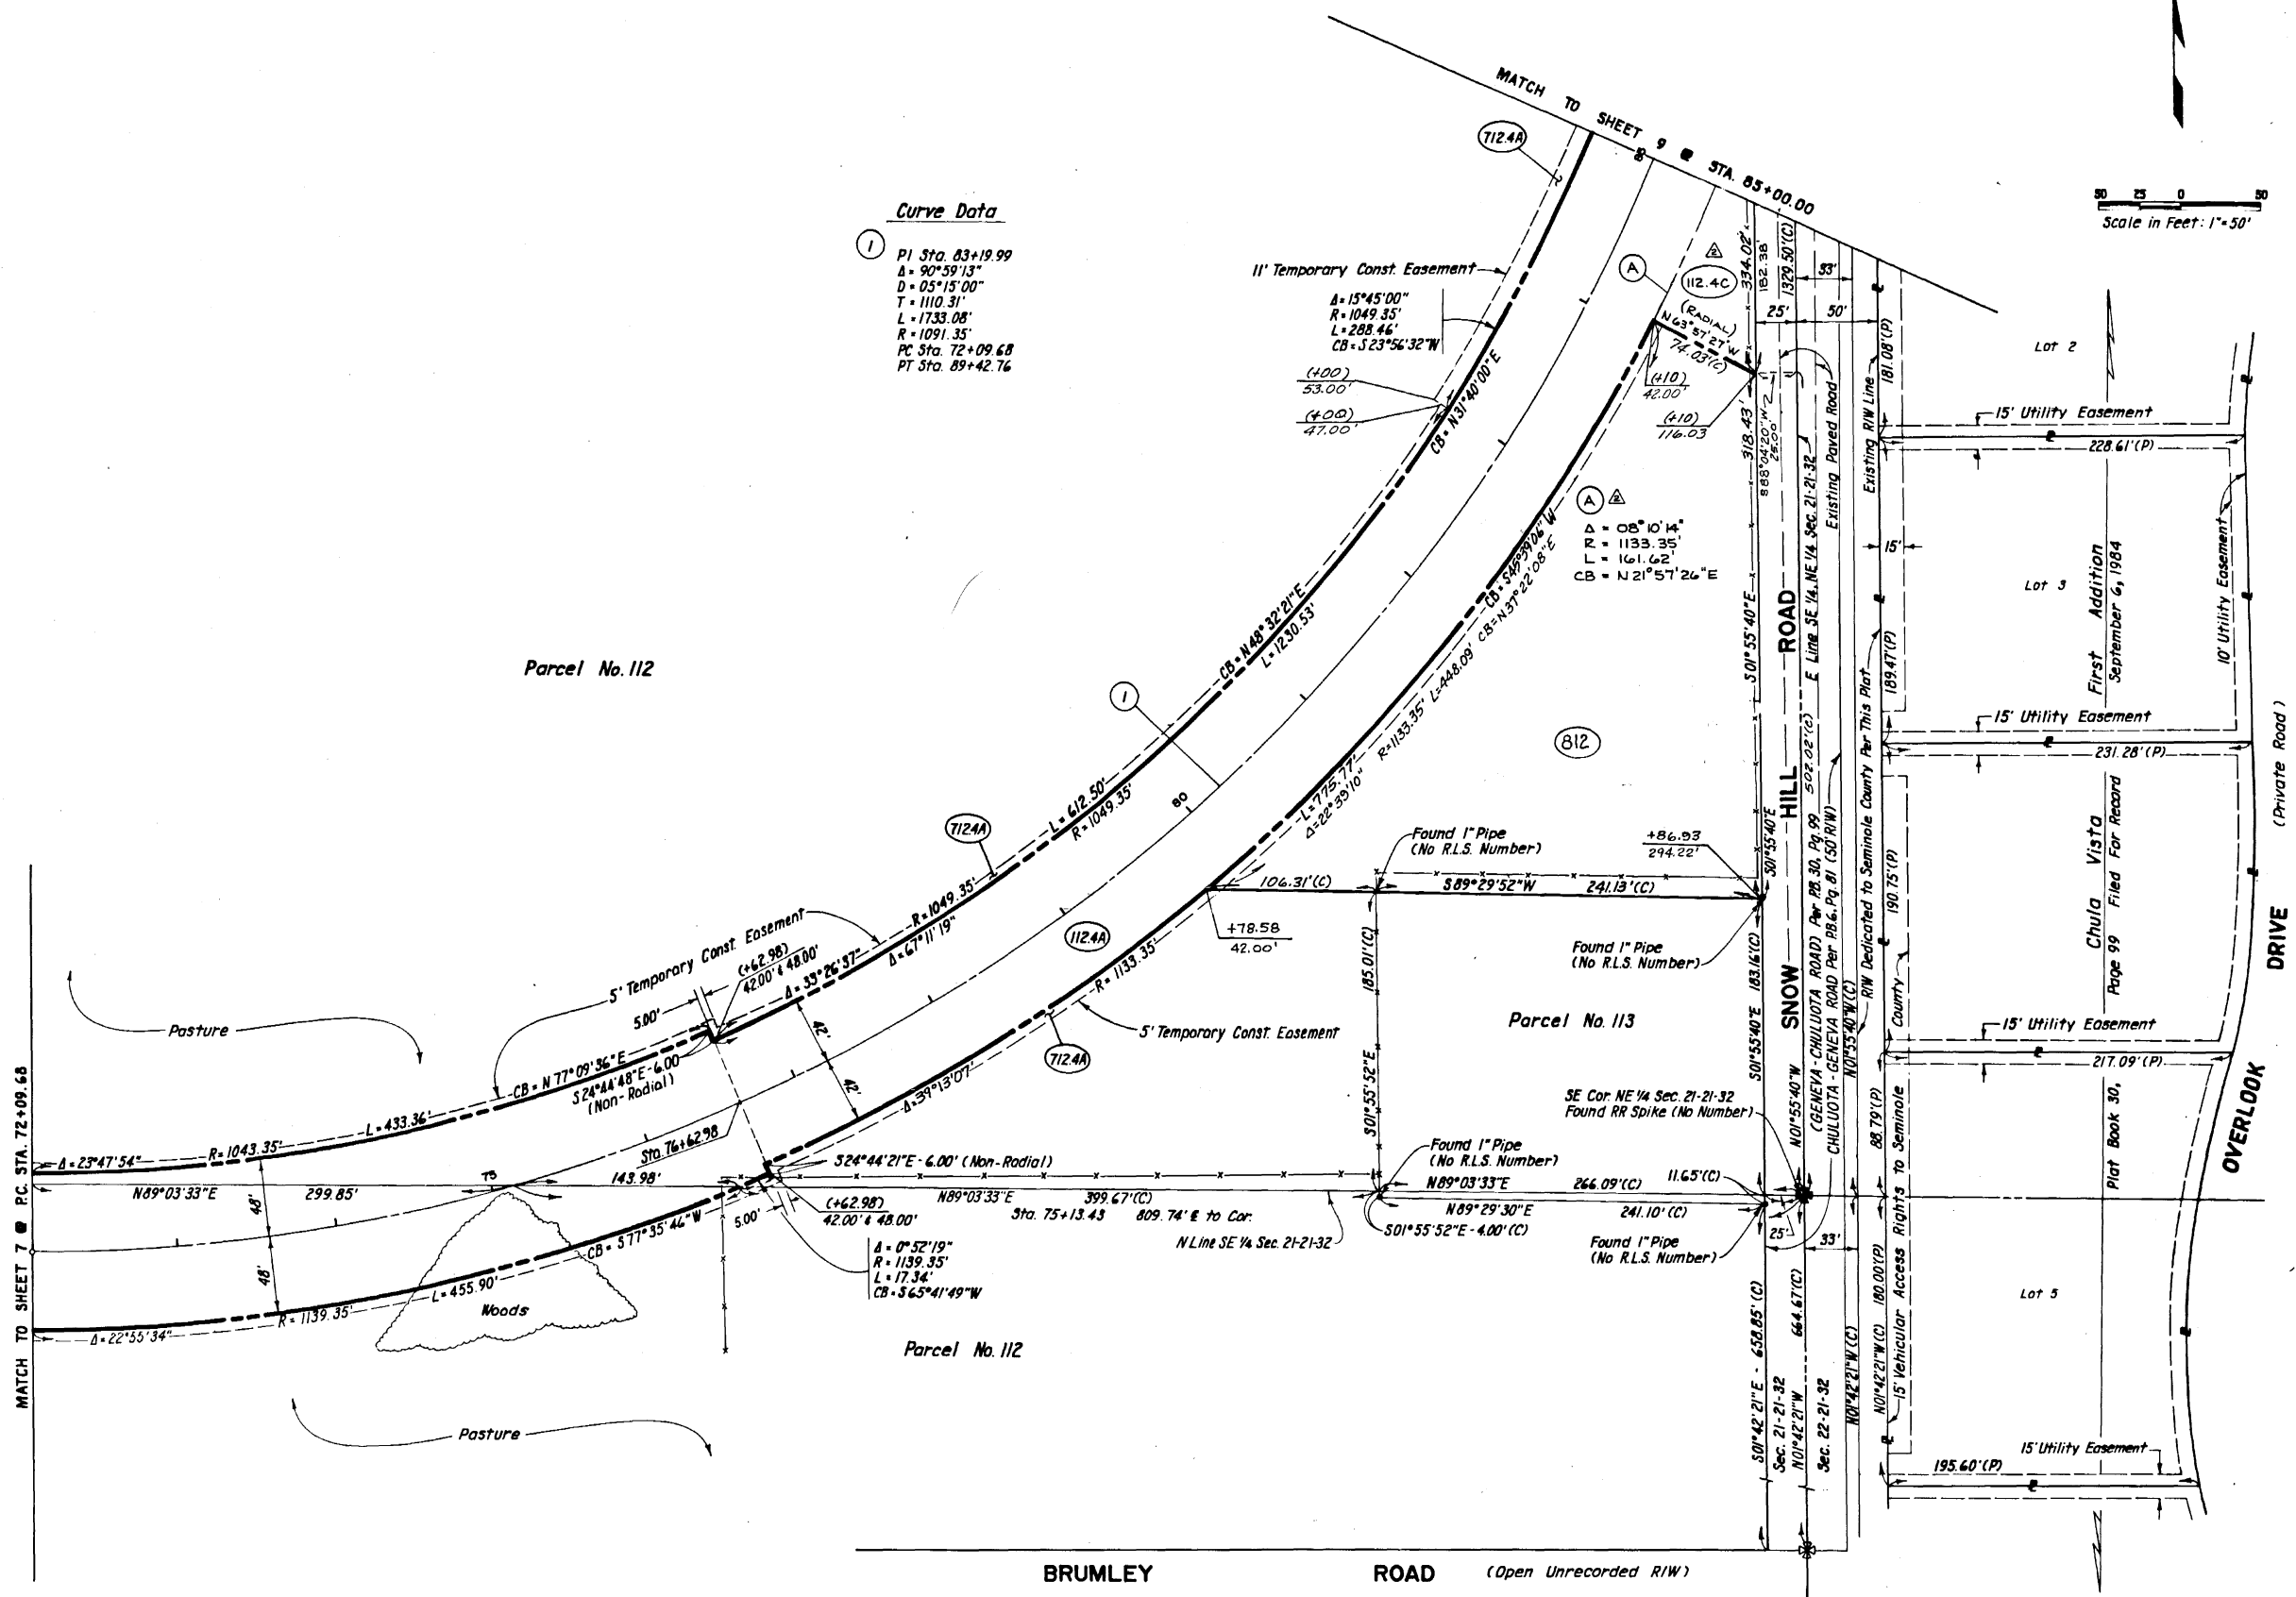 MATCH TO SHEET 9 @ STA. 85+00.00
85
712.4A
50 25 0 50
Scale in Feet: 1"=50'
Curve Data
1
PI Sta. 83+19.99
Δ = 90°59'13"
D = 05°15'00"
T = 1110.31'
L = 1733.08'
R = 1091.35'
PC Sta. 72+09.68
PT Sta. 89+42.76
11' Temporary Const. Easement
Δ = 15°45'00"
R = 1049.35'
L = 288.46'
CB = S23°56'32"W
(+00)
53.00'
(+00)
47.00'
CB = N31°40'00"E
A
2
112.4C
(RADIAL)
N63°57'27"W
74.03'(C)
(+10)
42.00'
(+10)
116.03
334.02'
182.38'
1329.50'(C)
33'
25'
50'
318.43'
S88°04'20"W
25.00'
A 2
Δ = 08°10'14"
R = 1133.35'
L = 161.62'
CB = N21°57'26"E
181.08'(P)
Existing R/W Line
Existing Paved Road
Lot 2
15' Utility Easement
228.61'(P)
15'
Lot 3
First Addition
September 6, 1984
10' Utility Easement
CB = S45°39'06"W
CB = N37°22'08"E
L = 448.09'
R = 1133.35'
CB = N48°32'21"E
L = 1230.53'
Parcel No. 112
1
S01°55'40"E
SNOW HILL ROAD
E Line SE 1/4, NE 1/4 Sec. 21-21-32
502.02'(C)
(GENEVA-CHULUOTA ROAD) Per P.B. 30, Pg. 99
CHULUOTA-GENEVA ROAD Per P.B.6, Pg. 81 (50' R/W)
R/W Dedicated to Seminole County Per This Plat
189.47'(P)
15' Utility Easement
231.28'(P)
812
80
L = 612.50'
R = 1049.35'
712.4A
L = 775.77'
Δ = 22°39'10"
Found 1" Pipe
(No R.L.S. Number)
+86.93
294.22'
S01°55'40"E
106.31'(C)
S89°29'52"W
241.13'(C)
190.75'(P)
Chula Vista
Page 99 Filed For Record
(Private Road)
OVERLOOK DRIVE
R = 1049.35'
Δ = 67°11'19"
5' Temporary Const. Easement
(+62.98)
42.00' & 48.00'
Δ = 33°26'37"
5.00'
112.4A
+78.58
42.00'
185.01'(C)
Found 1" Pipe
(No R.L.S. Number)
183.16'(C)
R = 1133.35'
5' Temporary Const. Easement
712.4A
Parcel No. 113
Pasture
42'
42'
15' Utility Easement
217.09'(P)
CB = N77°09'36"E
S24°44'48"E-6.00
(Non-Radial)
Δ = 39°13'07"
S01°55'52"E
S01°55'40"E
N01°55'40"W
N01°55'40"W(C)
SE Cor. NE 1/4 Sec. 21-21-32
Found RR Spike (No Number)
88.79'(P)
15' Vehicular Access Rights to Seminole County
Plat Book 30,
MATCH TO SHEET 7 @ P.C. STA. 72+09.68
Δ = 23°47'54"
R = 1043.35'
L = 433.36'
Sta. 76+62.98
S24°44'21"E - 6.00' (Non-Radial)
Found 1" Pipe
(No R.L.S. Number)
N89°03'33"E
299.85'
75
143.98'
N89°03'33"E
399.67'(C)
N89°03'33"E
266.09'(C)
11.65'(C)
48'
48'
(+62.98)
42.00' & 48.00'
5.00'
Sta. 75+13.43
809.74' ℄ to Cor.
N89°29'30"E
241.10'(C)
S01°55'52"E-4.00'(C)
25'
33'
N Line SE 1/4 Sec. 21-21-32
Found 1" Pipe
(No R.L.S. Number)
CB = S77°35'46"W
Δ = 0°52'19"
R = 1139.35'
L = 17.34'
CB = S65°41'49"W
L = 455.90'
R = 1139.35'
Δ = 22°55'34"
Woods
Parcel No. 112
Lot 5
180.00'(P)
N01°42'21"W(C)
N01°42'21"W(C)
S01°42'21"E - 658.85'(C)
Sec. 21-21-32
664.67'(C)
N01°42'21"W
Sec. 22-21-32
Pasture
15' Utility Easement
195.60'(P)
BRUMLEY ROAD (Open Unrecorded R/W)